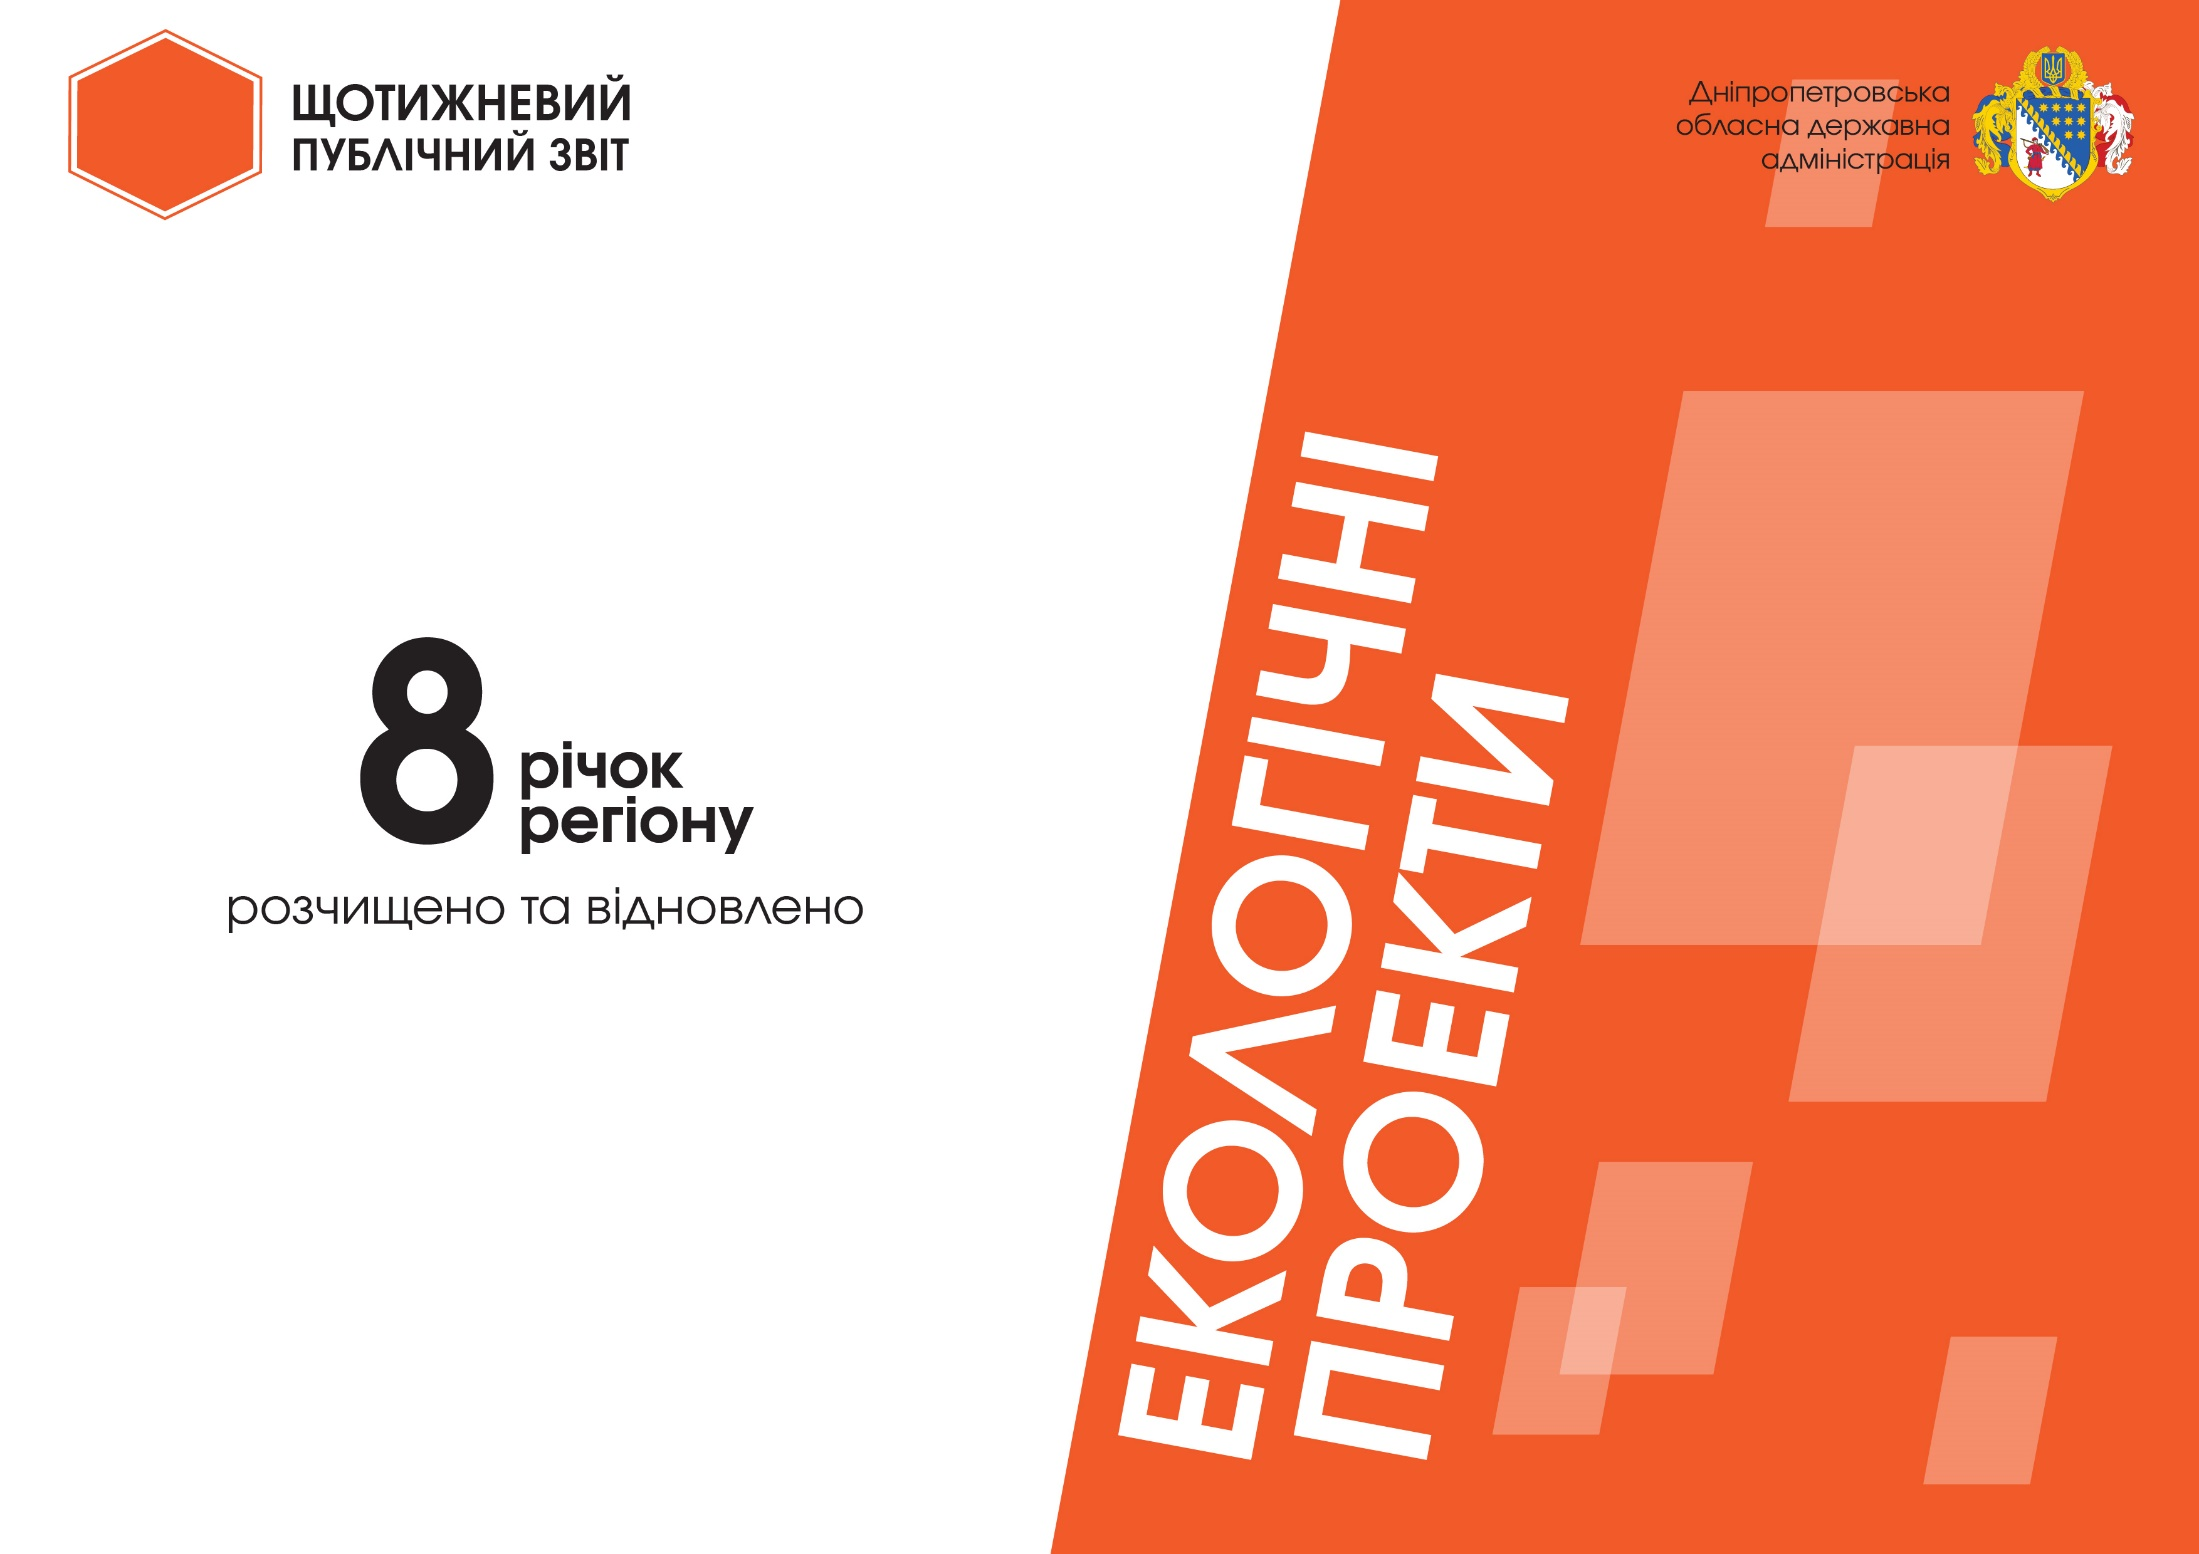 ЩОТИЖНЕВИЙ
ПУБЛІЧНИЙ ЗВІТ
Дніпропетровська
обласна державна
адміністрація
8 річок
регіону
розчищено та відновлено
ЕКОЛОГІЧНІ
ПРОЕКТИ